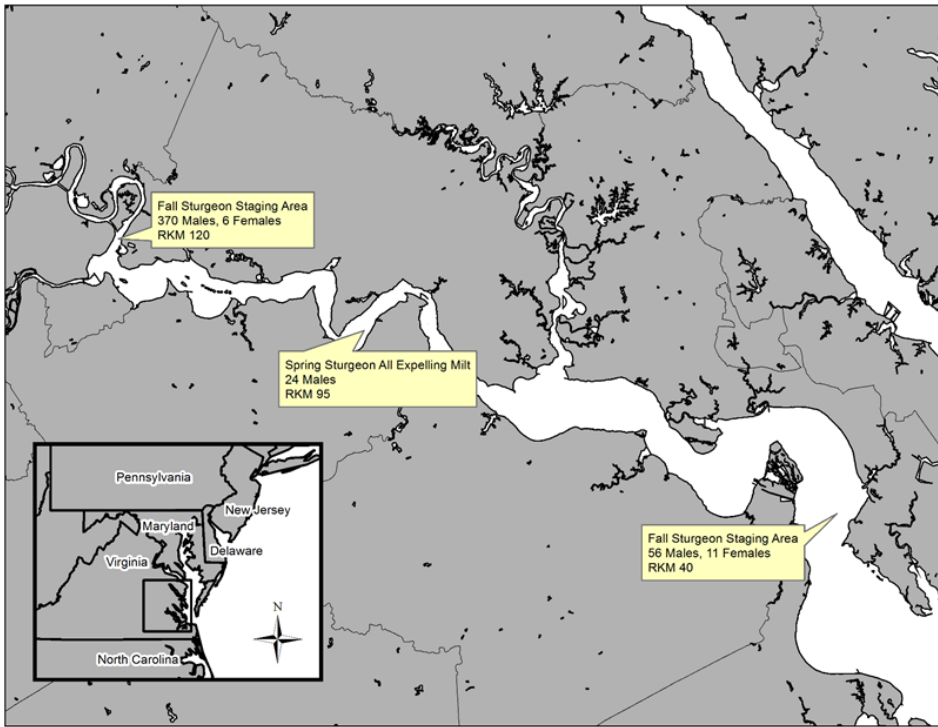 Fall Sturgeon Staging Area
370 Males, 6 Females
RKM 120
Spring Sturgeon All Expelling Milt
24 Males
RKM 95
Fall Sturgeon Staging Area
56 Males, 11 Females
RKM 40
Pennsylvania
New Jersey
Maryland
Delaware
Virginia
N
North Carolina